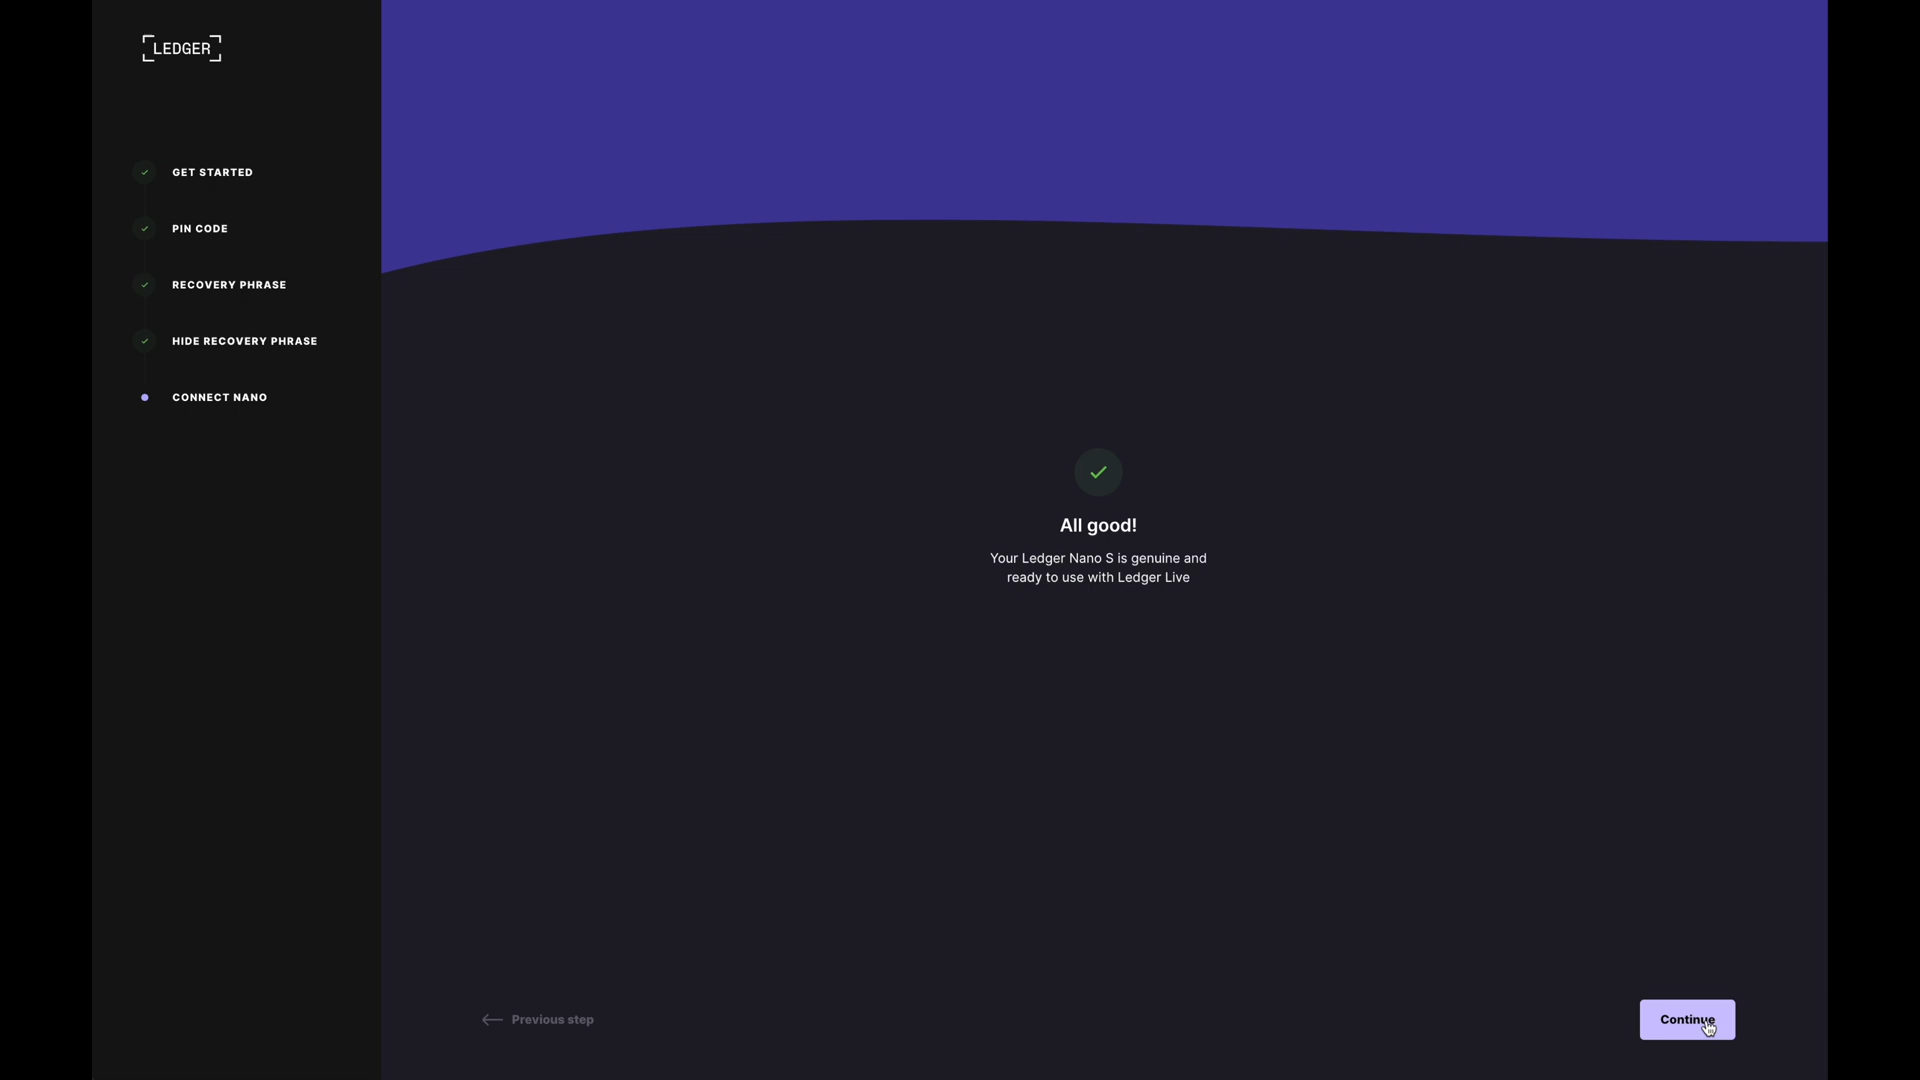 LEDGER
GET STARTED
PIN CODE
RECOVERY PHRASE
HIDE RECOVERY PHRASE
CONNECT NANO
All good!
Your Ledger Nano S is genuine and
ready to use with Ledger Live
Previous step
Continue